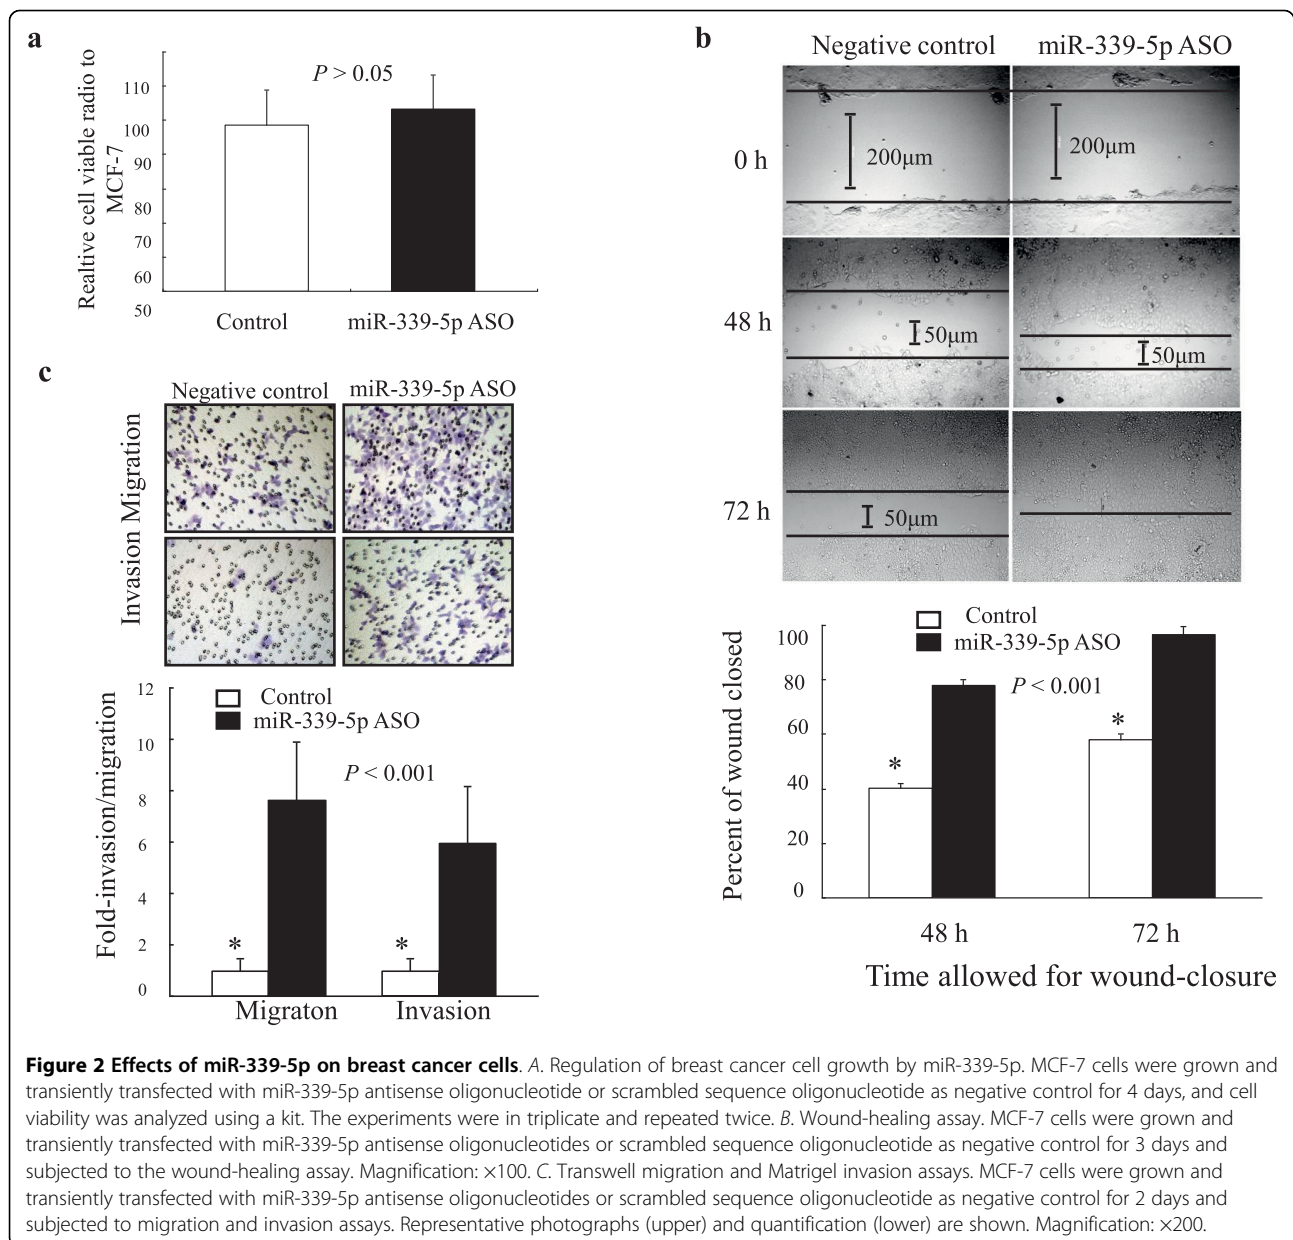 a
Realtive cell viable radio to
MCF-7
110
100
90
80
70
60
50
P > 0.05
Control
miR-339-5p ASO
b
Negative control
miR-339-5p ASO
0 h
200μm
200μm
48 h
50μm
50μm
72 h
50μm
Control
miR-339-5p ASO
P < 0.001
Percent of wound closed
100
80
60
40
20
0
*
*
48 h
72 h
Time allowed for wound-closure
c
Negative control
miR-339-5p ASO
Invasion Migration
Control
miR-339-5p ASO
P < 0.001
Fold-invasion/migration
12
10
8
6
4
2
0
*
*
Migraton
Invasion
Figure 2 Effects of miR-339-5p on breast cancer cells. A. Regulation of breast cancer cell growth by miR-339-5p. MCF-7 cells were grown and
transiently transfected with miR-339-5p antisense oligonucleotide or scrambled sequence oligonucleotide as negative control for 4 days, and cell
viability was analyzed using a kit. The experiments were in triplicate and repeated twice. B. Wound-healing assay. MCF-7 cells were grown and
transiently transfected with miR-339-5p antisense oligonucleotides or scrambled sequence oligonucleotide as negative control for 3 days and
subjected to the wound-healing assay. Magnification: ×100. C. Transwell migration and Matrigel invasion assays. MCF-7 cells were grown and
transiently transfected with miR-339-5p antisense oligonucleotides or scrambled sequence oligonucleotide as negative control for 2 days and
subjected to migration and invasion assays. Representative photographs (upper) and quantification (lower) are shown. Magnification: ×200.